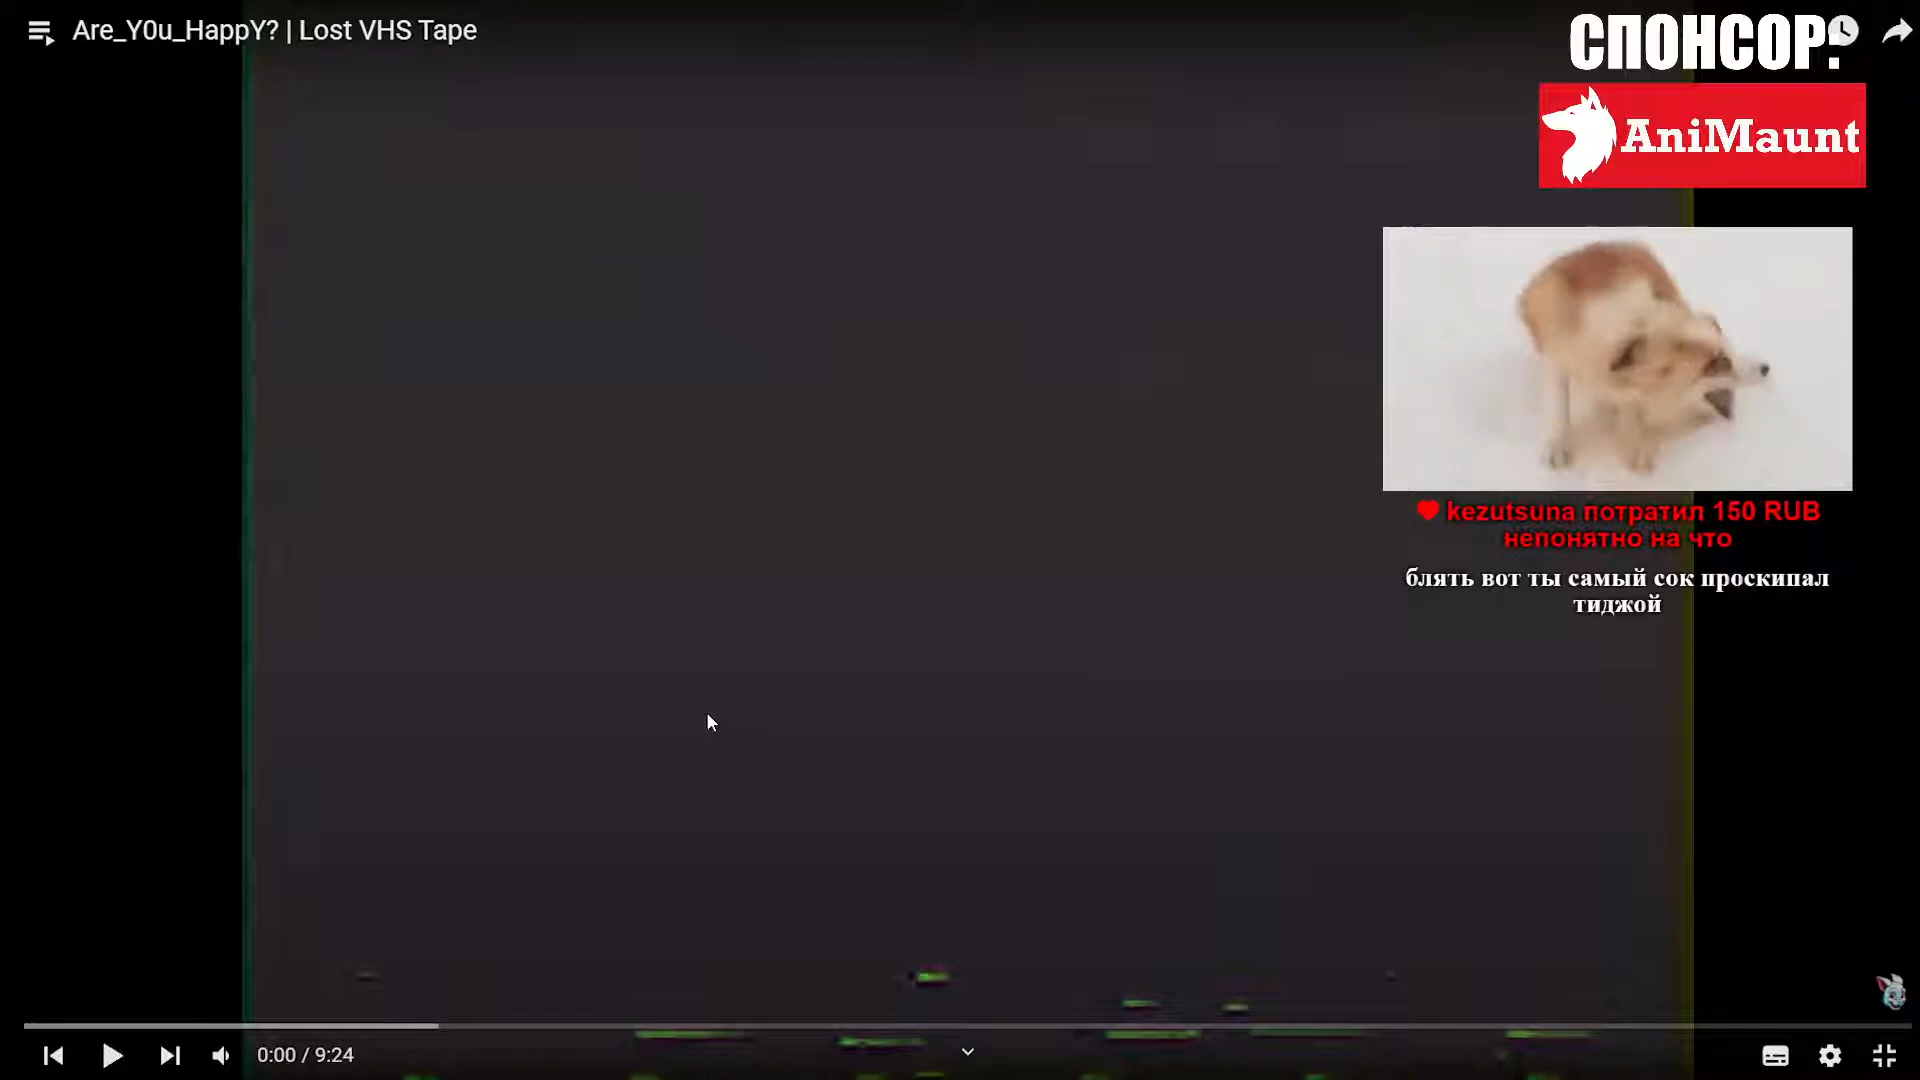 Are_Y0u_HappY? | Lost VHS Tape
СПОНСОР:
AniMaunt
kezutsuna потратил 150 RUB
непонятно на что
блять вот ты самый сок проскипал
тиджой
0:00 / 9:24